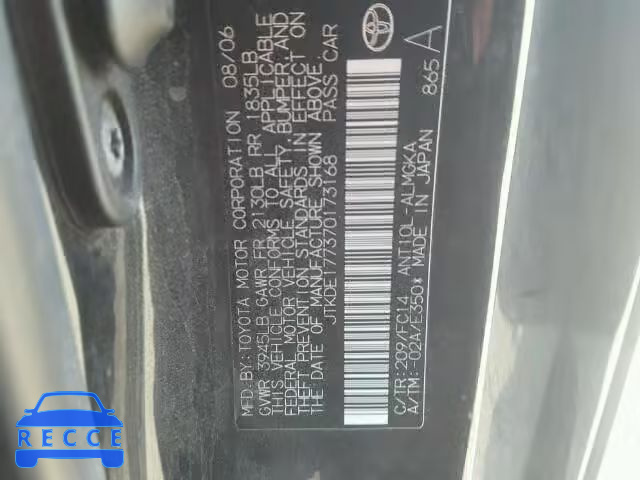 MFD BY:TOYOTA MOTOR CORPORATION 08/06
GVWR 3945LB GAWR FR 2130LB RR 1835LB
THIS VEHICLE CONFORMS TO ALL APPLICABLE
FEDERAL MOTOR VEHICLE SAFETY, BUMPER, AND
THEFT PREVENTION STANDARDS IN EFFECT ON
THE DATE OF MANUFACTURE SHOWN ABOVE.
JTKDE177370173168 PASS CAR
C/TR:209/FC14 ANT10L-ALMGKA
A/TM:-02A/E350* MADE IN JAPAN
865 A
RECCE